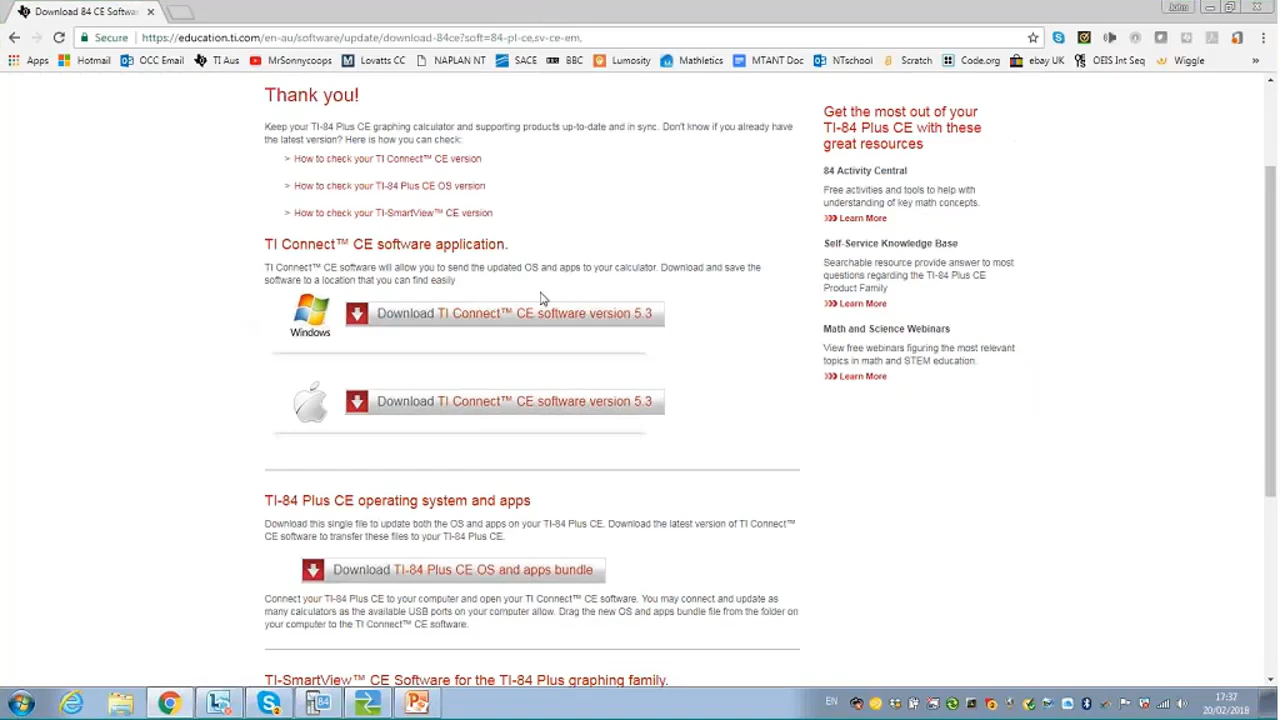 Download 84 CE Softwa
John
Secure
https://education.ti.com/en-au/software/update/download-84ce?soft=84-pl-ce,sv-ce-em,
Apps Hotmail OCC Email TI Aus MrSonnycoops Lovatts CC NAPLAN NT SACE BBC Lumosity Mathletics MTANT Doc NTschool Scratch Code.org ebay UK OEIS Int Seq Wiggle »
Thank you!
Keep your TI-84 Plus CE graphing calculator and supporting products up-to-date and in sync. Don't know if you already have
the latest version? Here is how you can check:
> How to check your TI Connect™ CE version
> How to check your TI-84 Plus CE OS version
> How to check your TI-SmartView™ CE version
TI Connect™ CE software application.
TI Connect™ CE software will allow you to send the updated OS and apps to your calculator. Download and save the
software to a location that you can find easily
Windows
Download TI Connect™ CE software version 5.3
Download TI Connect™ CE software version 5.3
TI-84 Plus CE operating system and apps
Download this single file to update both the OS and apps on your TI-84 Plus CE. Download the latest version of TI Connect™
CE software to transfer these files to your TI-84 Plus CE.
Download TI-84 Plus CE OS and apps bundle
Connect your TI-84 Plus CE to your computer and open your TI Connect™ CE software. You may connect and update as
many calculators as the available USB ports on your computer allow. Drag the new OS and apps bundle file from the folder on
your computer to the TI Connect™ CE software.
TI-SmartView™ CE Software for the TI-84 Plus graphing family.
Get the most out of your
TI-84 Plus CE with these
great resources
84 Activity Central
Free activities and tools to help with
understanding of key math concepts.
Learn More
Self-Service Knowledge Base
Searchable resource provide answer to most
questions regarding the TI-84 Plus CE
Product Family
Learn More
Math and Science Webinars
View free webinars figuring the most relevant
topics in math and STEM education.
Learn More
84
EN
17:37
20/02/2018